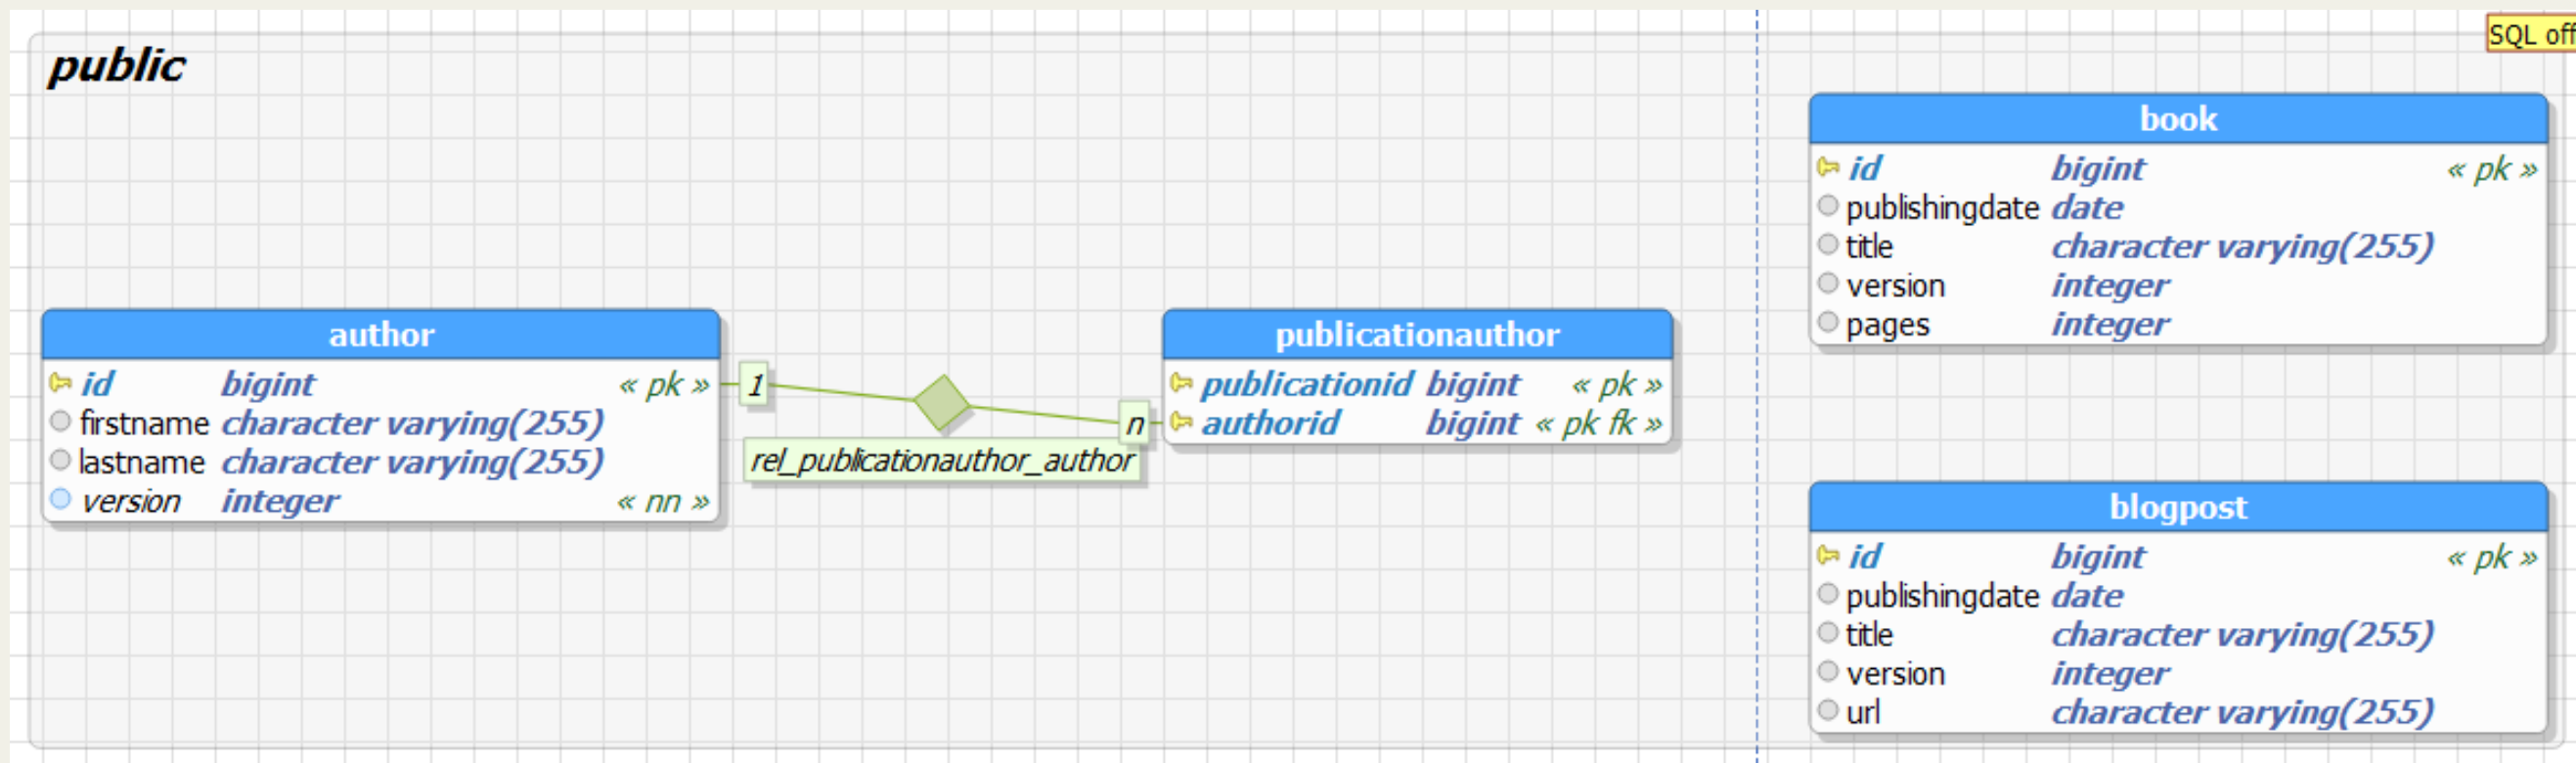 public
SQL off
book
id bigint « pk »
publishingdate date
title character varying(255)
version integer
pages integer
author
id bigint « pk »
firstname character varying(255)
lastname character varying(255)
version integer « nn »
1
n
rel_publicationauthor_author
publicationauthor
publicationid bigint « pk »
authorid bigint « pk fk »
blogpost
id bigint « pk »
publishingdate date
title character varying(255)
version integer
url character varying(255)